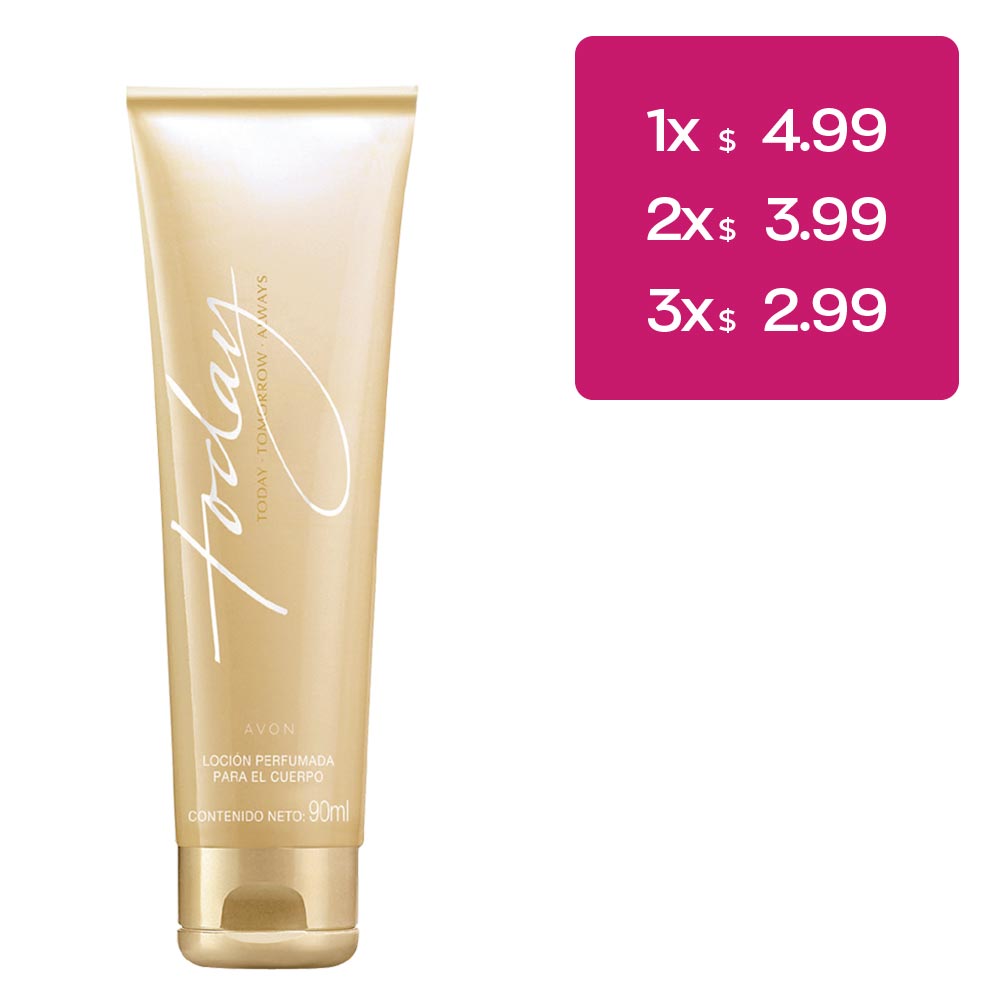 today
TODAY · TOMORROW · ALWAYS
AVON
LOCIÓN PERFUMADA
PARA EL CUERPO
CONTENIDO NETO: 90ml
1x $ 4.99
2x $ 3.99
3x $ 2.99